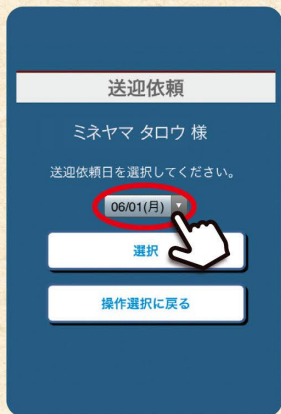 送迎依頼
ミネヤマ タロウ 様
送迎依頼日を選択してください。
06/01(月)
選択
操作選択に戻る